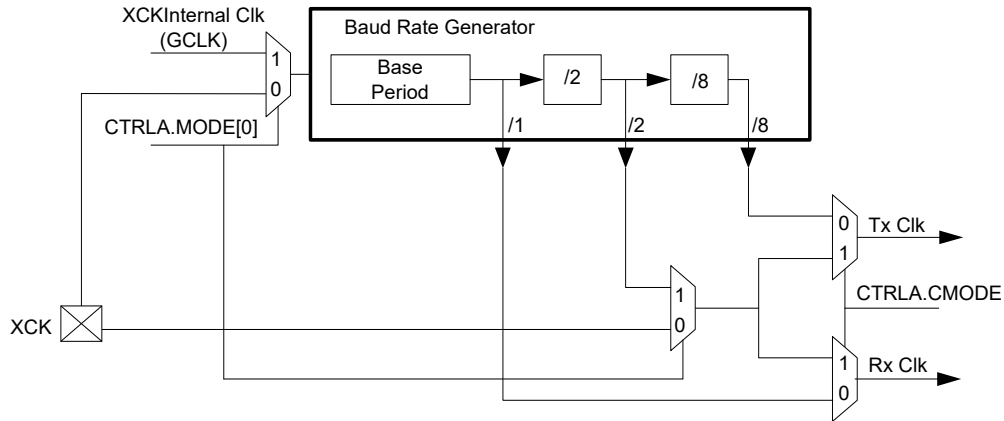 XCKInternal Clk
(GCLK)
Baud Rate Generator
1
0
Base
Period
/2
/8
CTRLA.MODE[0]
/1
/2
/8
0
Tx Clk
1
1
CTRLA.CMODE
XCK
0
1
Rx Clk
0